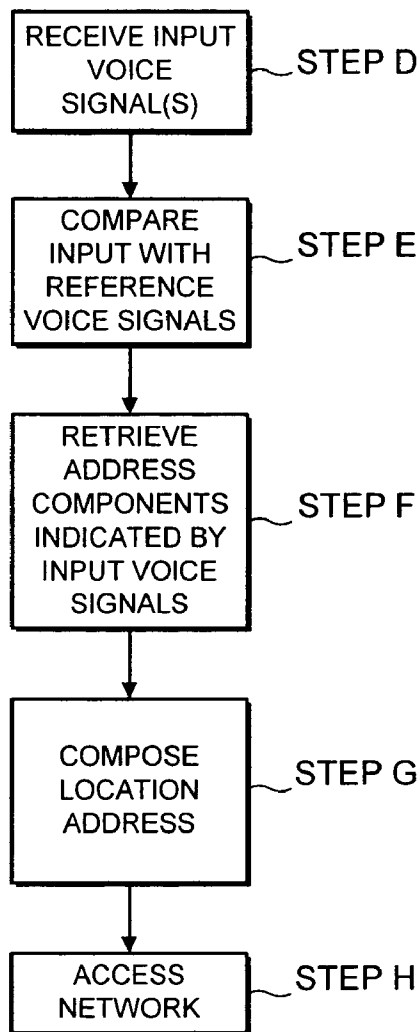 RECEIVE INPUT
VOICE
SIGNAL(S)
STEP D
COMPARE
INPUT WITH
REFERENCE
VOICE SIGNALS
STEP E
RETRIEVE
ADDRESS
COMPONENTS
INDICATED BY
INPUT VOICE
SIGNALS
STEP F
COMPOSE
LOCATION
ADDRESS
STEP G
ACCESS
NETWORK
STEP H